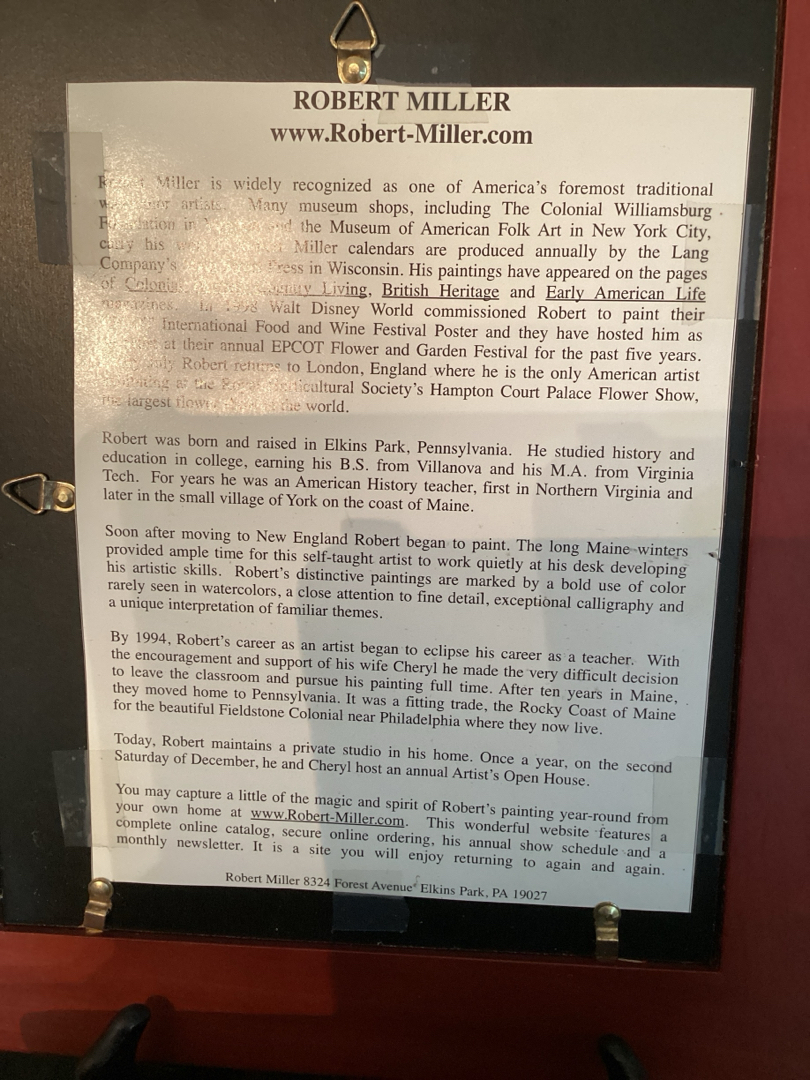 ROBERT MILLER
www.Robert-Miller.com
Miller is widely recognized as one of America's foremost traditional
artists. Many museum shops, including The Colonial Williamsburg
in the Museum of American Folk Art in New York City,
carry his Miller calendars are produced annually by the Lang
Company's Press in Wisconsin. His paintings have appeared on the pages
of Living, British Heritage and Early American Life
magazines. In 1998 Walt Disney World commissioned Robert to paint their
International Food and Wine Festival Poster and they have hosted him as
at their annual EPCOT Flower and Garden Festival for the past five years.
Robert returns to London, England where he is the only American artist
at the Society's Hampton Court Palace Flower Show,
the largest flower the world.
Robert was born and raised in Elkins Park, Pennsylvania. He studied history and
education in college, earning his B.S. from Villanova and his M.A. from Virginia
Tech. For years he was an American History teacher, first in Northern Virginia and
later in the small village of York on the coast of Maine.
Soon after moving to New England Robert began to paint. The long Maine winters
provided ample time for this self-taught artist to work quietly at his desk developing
his artistic skills. Robert's distinctive paintings are marked by a bold use of color
rarely seen in watercolors, a close attention to fine detail, exceptional calligraphy and
a unique interpretation of familiar themes.
By 1994, Robert's career as an artist began to eclipse his career as a teacher. With
the encouragement and support of his wife Cheryl he made the very difficult decision
to leave the classroom and pursue his painting full time. After ten years in Maine,
they moved home to Pennsylvania. It was a fitting trade, the Rocky Coast of Maine
for the beautiful Fieldstone Colonial near Philadelphia where they now live.
Today, Robert maintains a private studio in his home. Once a year, on the second
Saturday of December, he and Cheryl host an annual Artist's Open House.
You may capture a little of the magic and spirit of Robert's painting year-round from
your own home at www.Robert-Miller.com. This wonderful website features a
complete online catalog, secure online ordering, his annual show schedule and a
monthly newsletter. It is a site you will enjoy returning to again and again.
Robert Miller 8324 Forest Avenue Elkins Park, PA 19027